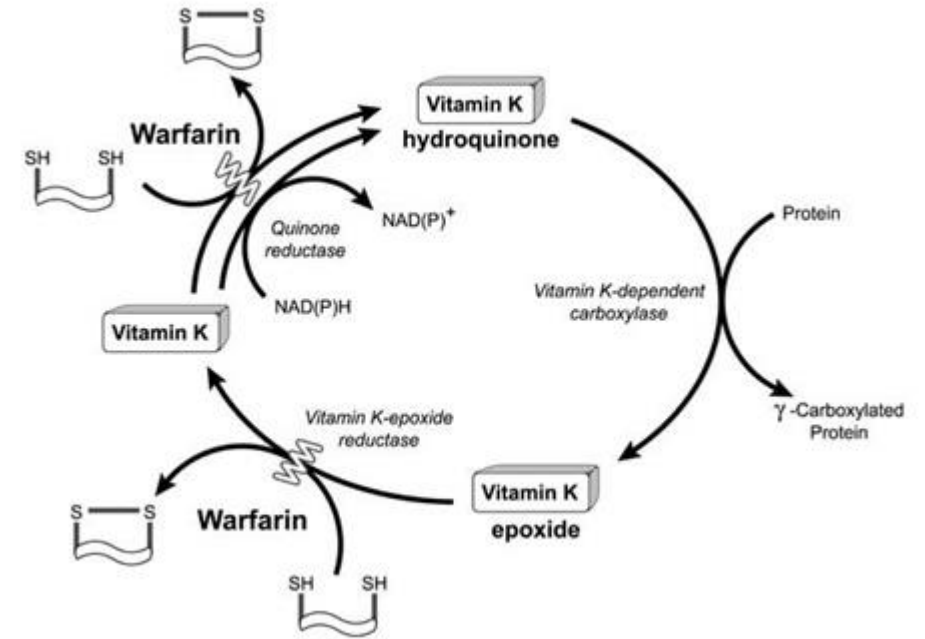 S S
Warfarin
SH SH
Vitamin K
hydroquinone
Quinone
reductase
NAD(P)+
NAD(P)H
Protein
Vitamin K-dependent
carboxylase
γ -Carboxylated
Protein
Vitamin K
Vitamin K-epoxide
reductase
Vitamin K
epoxide
S S
Warfarin
SH SH